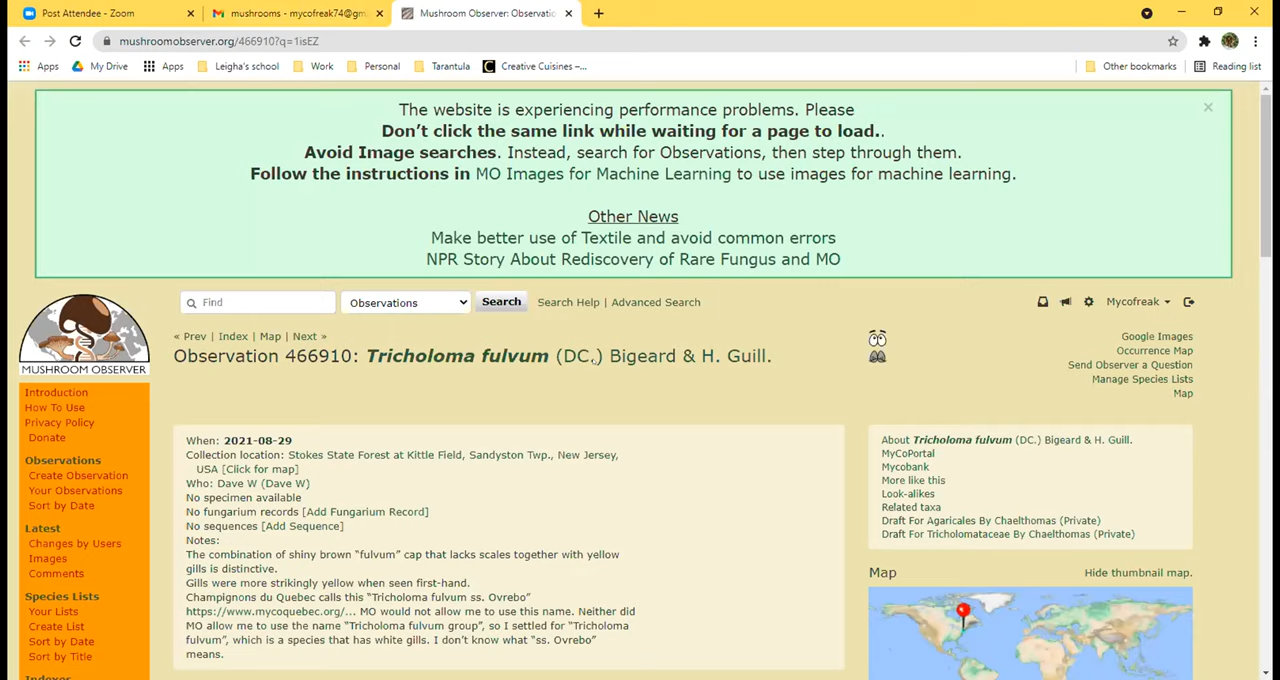 Post Attendee - Zoom
mushrooms - mycofreak74@gm
Mushroom Observer: Observatio
mushroomobserver.org/466910?q=1isEZ
Apps
My Drive
Apps
Leigha's school
Work
Personal
Tarantula
Creative Cuisines –...
Other bookmarks
Reading list
The website is experiencing performance problems. Please
Don't click the same link while waiting for a page to load..
Avoid Image searches. Instead, search for Observations, then step through them.
Follow the instructions in MO Images for Machine Learning to use images for machine learning.
Other News
Make better use of Textile and avoid common errors
NPR Story About Rediscovery of Rare Fungus and MO
Find
Observations
Search
Search Help | Advanced Search
Mycofreak
« Prev | Index | Map | Next »
Observation 466910: Tricholoma fulvum (DC.) Bigeard & H. Guill.
Google Images
Occurrence Map
Send Observer a Question
Manage Species Lists
Map
MUSHROOM OBSERVER
Introduction
How To Use
Privacy Policy
Donate
Observations
Create Observation
Your Observations
Sort by Date
Latest
Changes by Users
Images
Comments
Species Lists
Your Lists
Create List
Sort by Date
Sort by Title
Indexes
When: 2021-08-29
Collection location: Stokes State Forest at Kittle Field, Sandyston Twp., New Jersey,
USA [Click for map]
Who: Dave W (Dave W)
No specimen available
No fungarium records [Add Fungarium Record]
No sequences [Add Sequence]
Notes:
The combination of shiny brown “fulvum” cap that lacks scales together with yellow
gills is distinctive.
Gills were more strikingly yellow when seen first-hand.
Champignons du Quebec calls this “Tricholoma fulvum ss. Ovrebo”
https://www.mycoquebec.org/... MO would not allow me to use this name. Neither did
MO allow me to use the name “Tricholoma fulvum group”, so I settled for “Tricholoma
fulvum”, which is a species that has white gills. I don't know what “ss. Ovrebo”
means.
About Tricholoma fulvum (DC.) Bigeard & H. Guill.
MyCoPortal
Mycobank
More like this
Look-alikes
Related taxa
Draft For Agaricales By Chaelthomas (Private)
Draft For Tricholomataceae By Chaelthomas (Private)
Map
Hide thumbnail map.